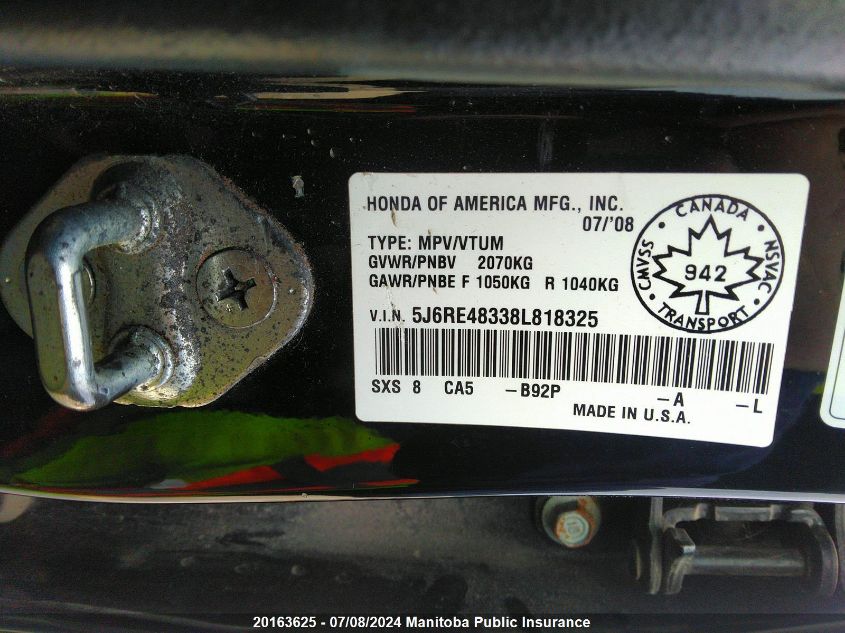 HONDA OF AMERICA MFG., INC.
07/'08
TYPE: MPV/VTUM
GVWR/PNBV 2070KG
GAWR/PNBE F 1050KG R 1040KG
V.I.N. 5J6RE48338L818325
SXS 8 CA5 -B92P -A -L
MADE IN U.S.A.
CANADA
CMVSS
942
NSVAC
TRANSPORT
20163625 - 07/08/2024 Manitoba Public Insurance